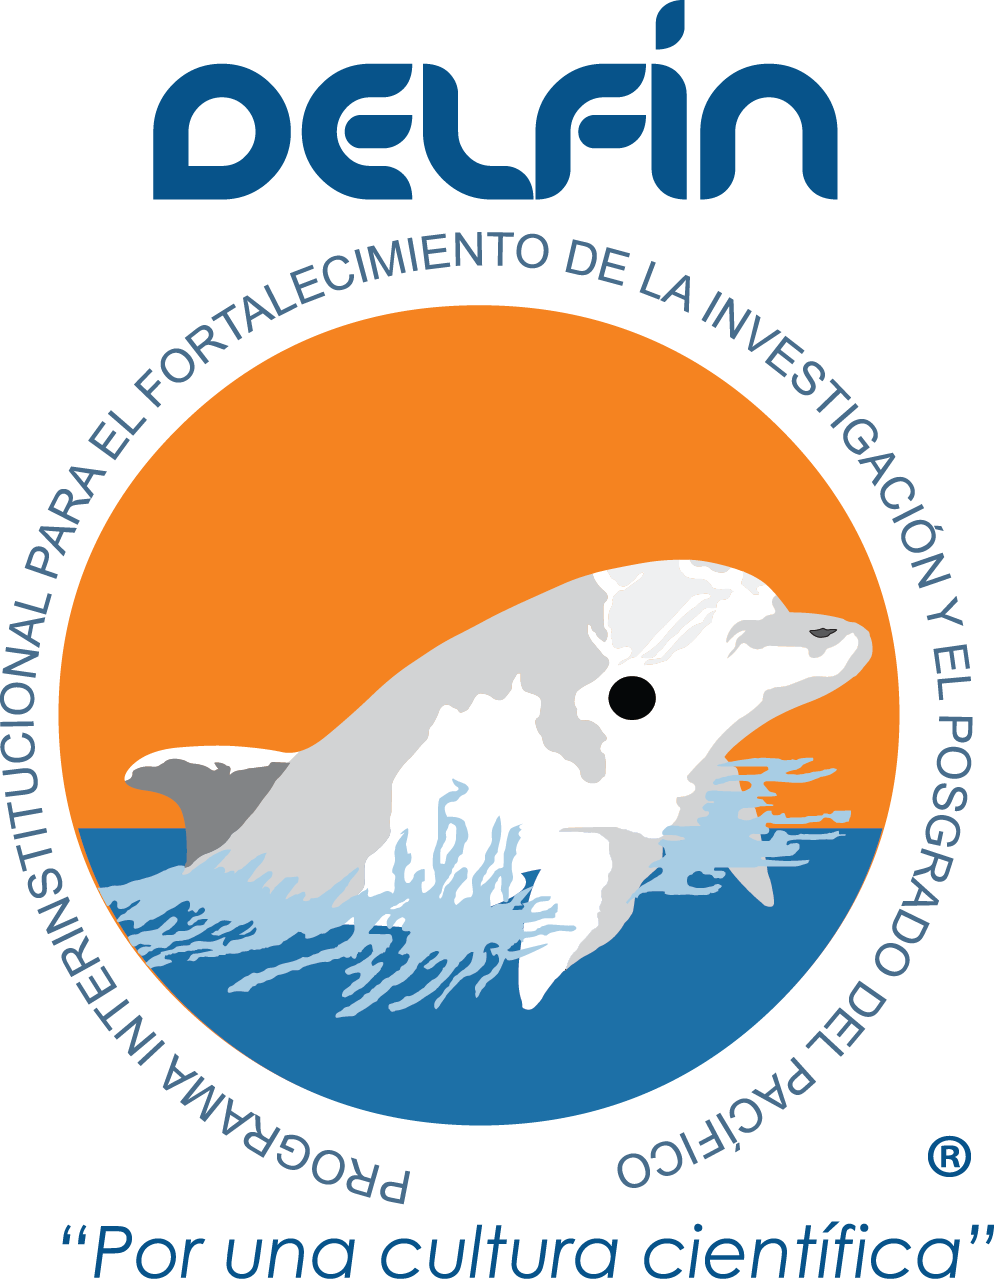 DELFÍN
PROGRAMA INTERINSTITUCIONAL PARA EL FORTALECIMIENTO DE LA INVESTIGACIÓN Y EL POSGRADO DEL PACÍFICO
®
“Por una cultura científica”